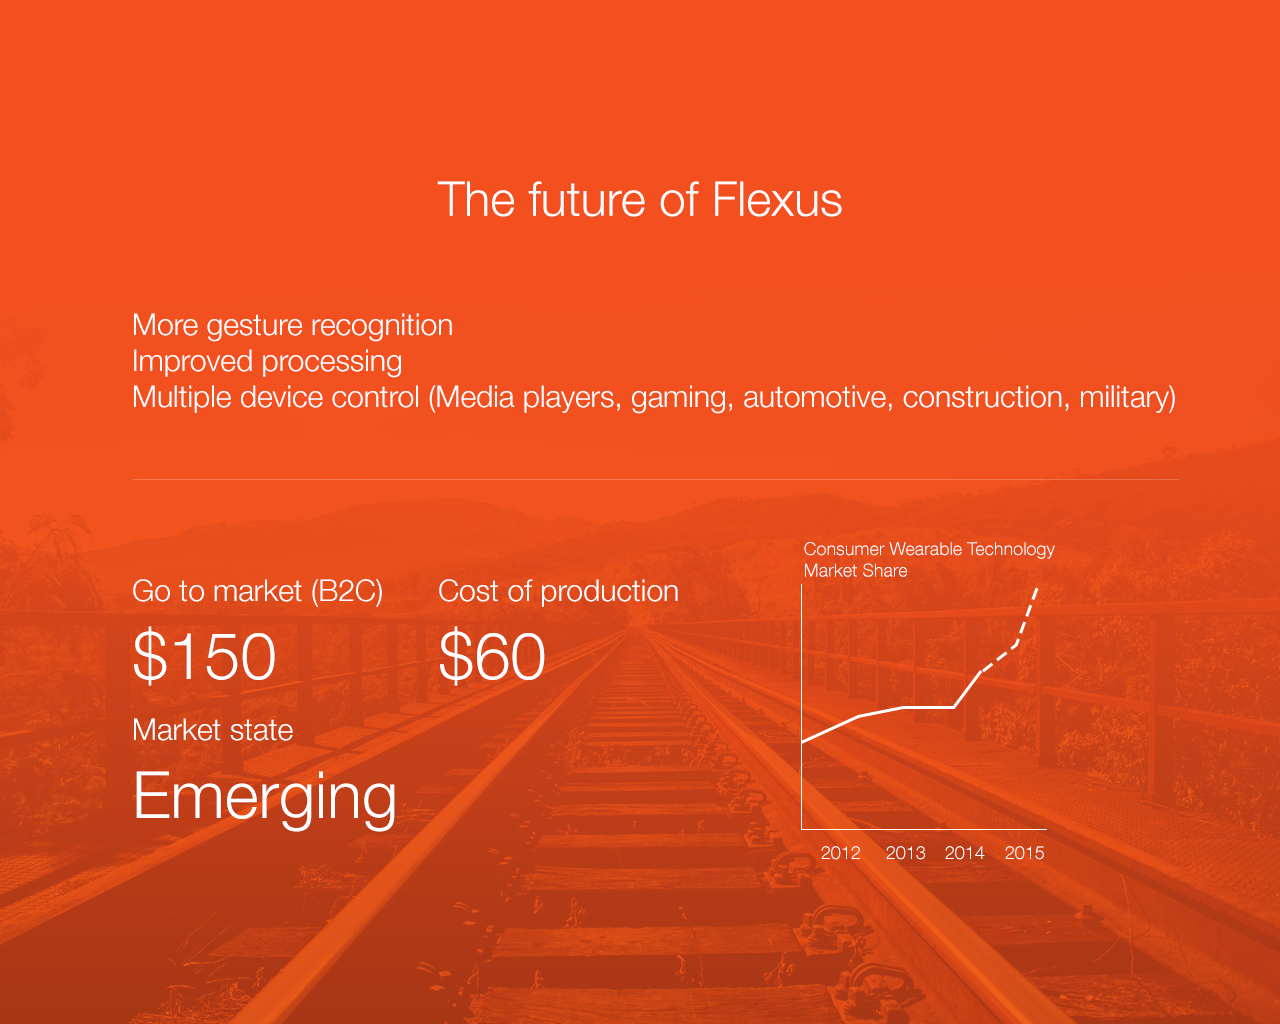 The future of Flexus
More gesture recognition
Improved processing
Multiple device control (Media players, gaming, automotive, construction, military)
Go to market (B2C)
$150
Cost of production
$60
Market state
Emerging
Consumer Wearable Technology
Market Share
2012 2013 2014 2015